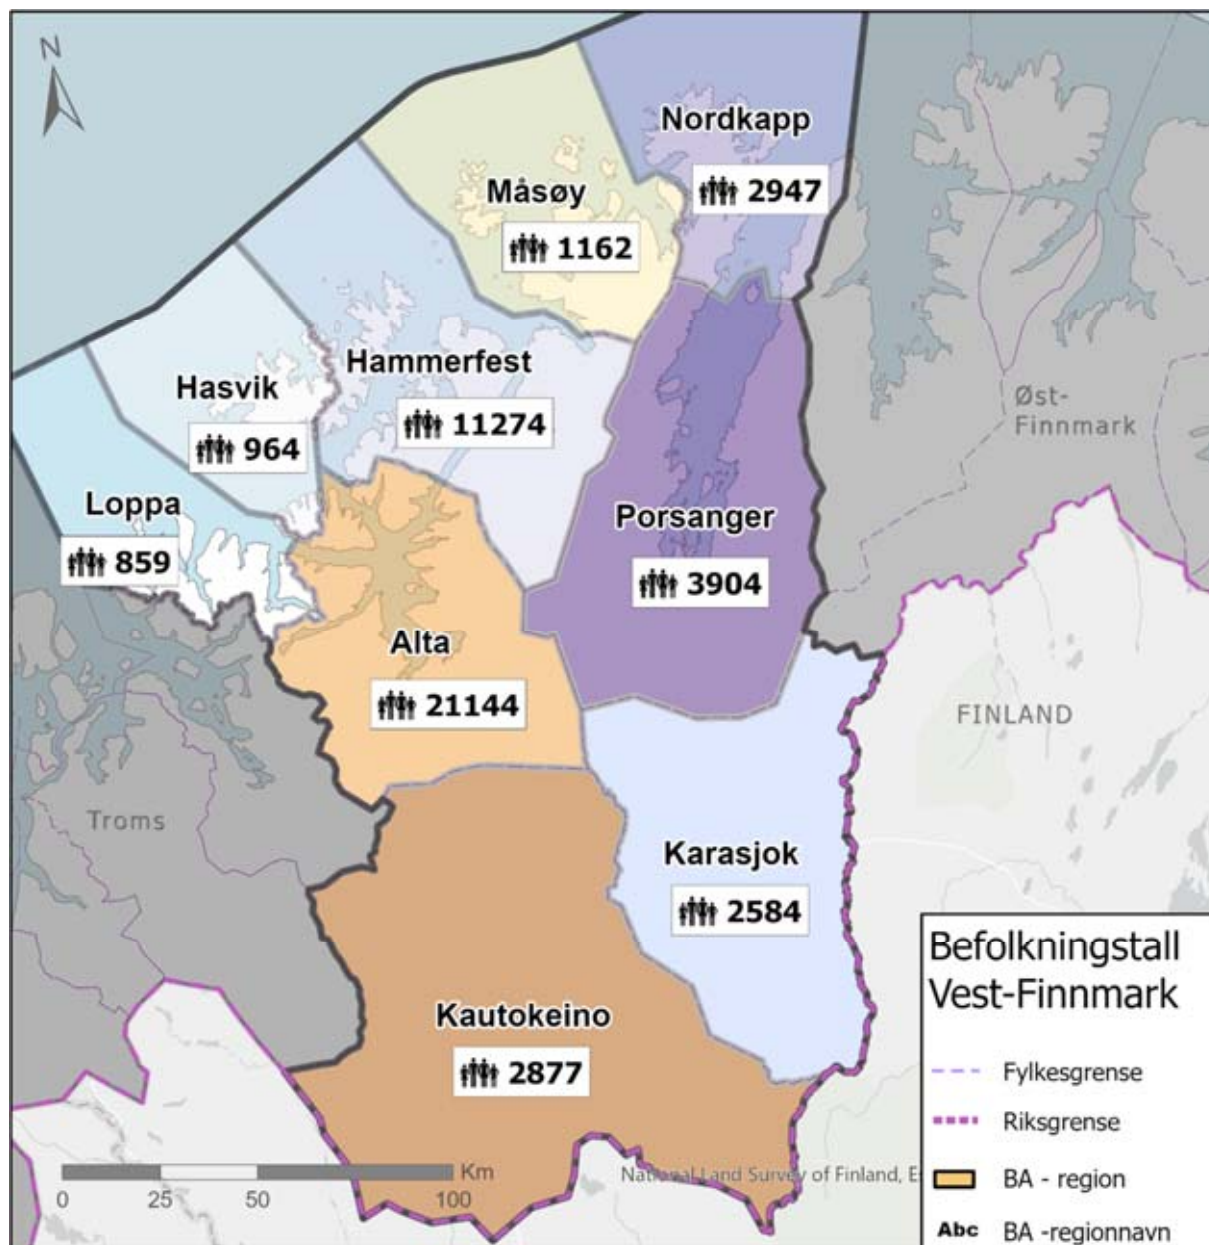 N
Nordkapp
2947
Måsøy
1162
Hammerfest
11274
Hasvik
964
Øst-
Finnmark
Loppa
859
Porsanger
3904
Alta
21144
FINLAND
Troms
Karasjok
2584
Kautokeino
2877
Befolkningstall
Vest-Finnmark
Fylkesgrense
Riksgrense
BA - region
Abc BA -regionnavn
Km
0 25 50 100
National Land Survey of Finland, Es